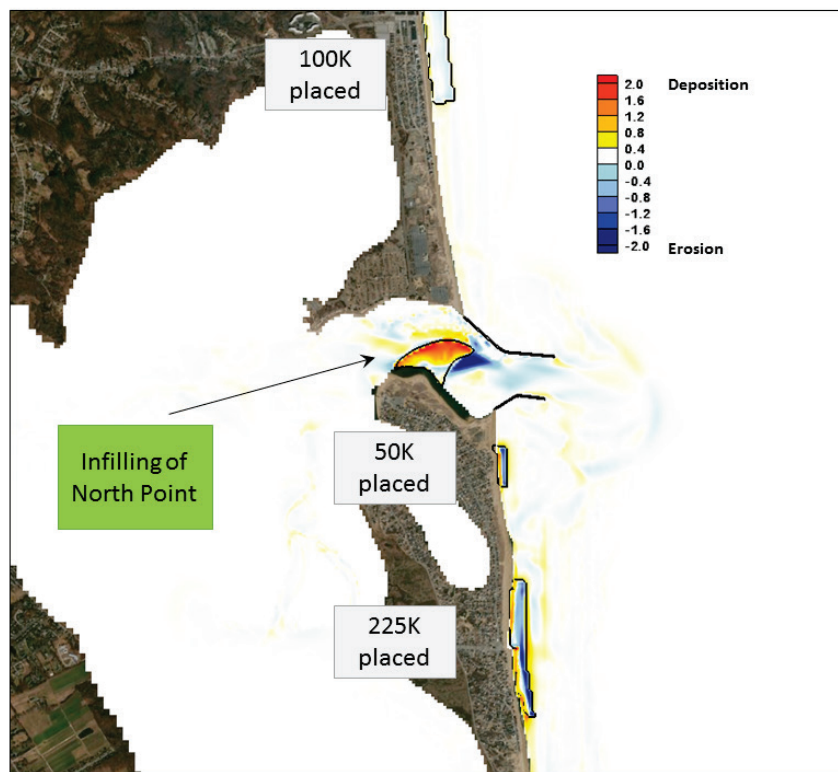 100K
placed
2.0
1.6
1.2
0.8
0.4
0.0
-0.4
-0.8
-1.2
-1.6
-2.0
Deposition
Erosion
Infilling of
North Point
50K
placed
225K
placed